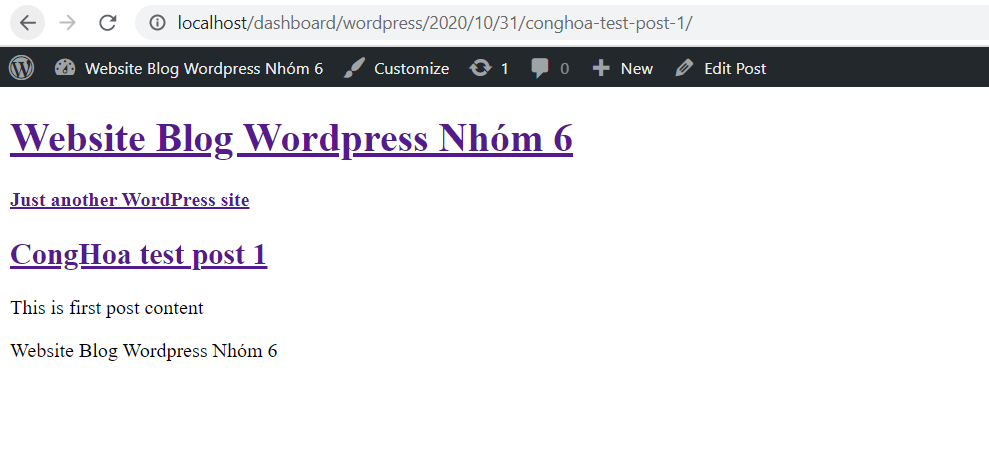 localhost/dashboard/wordpress/2020/10/31/conghoa-test-post-1/
Website Blog Wordpress Nhóm 6 Customize 1 0 New Edit Post
Website Blog Wordpress Nhóm 6
Just another WordPress site
CongHoa test post 1
This is first post content
Website Blog Wordpress Nhóm 6